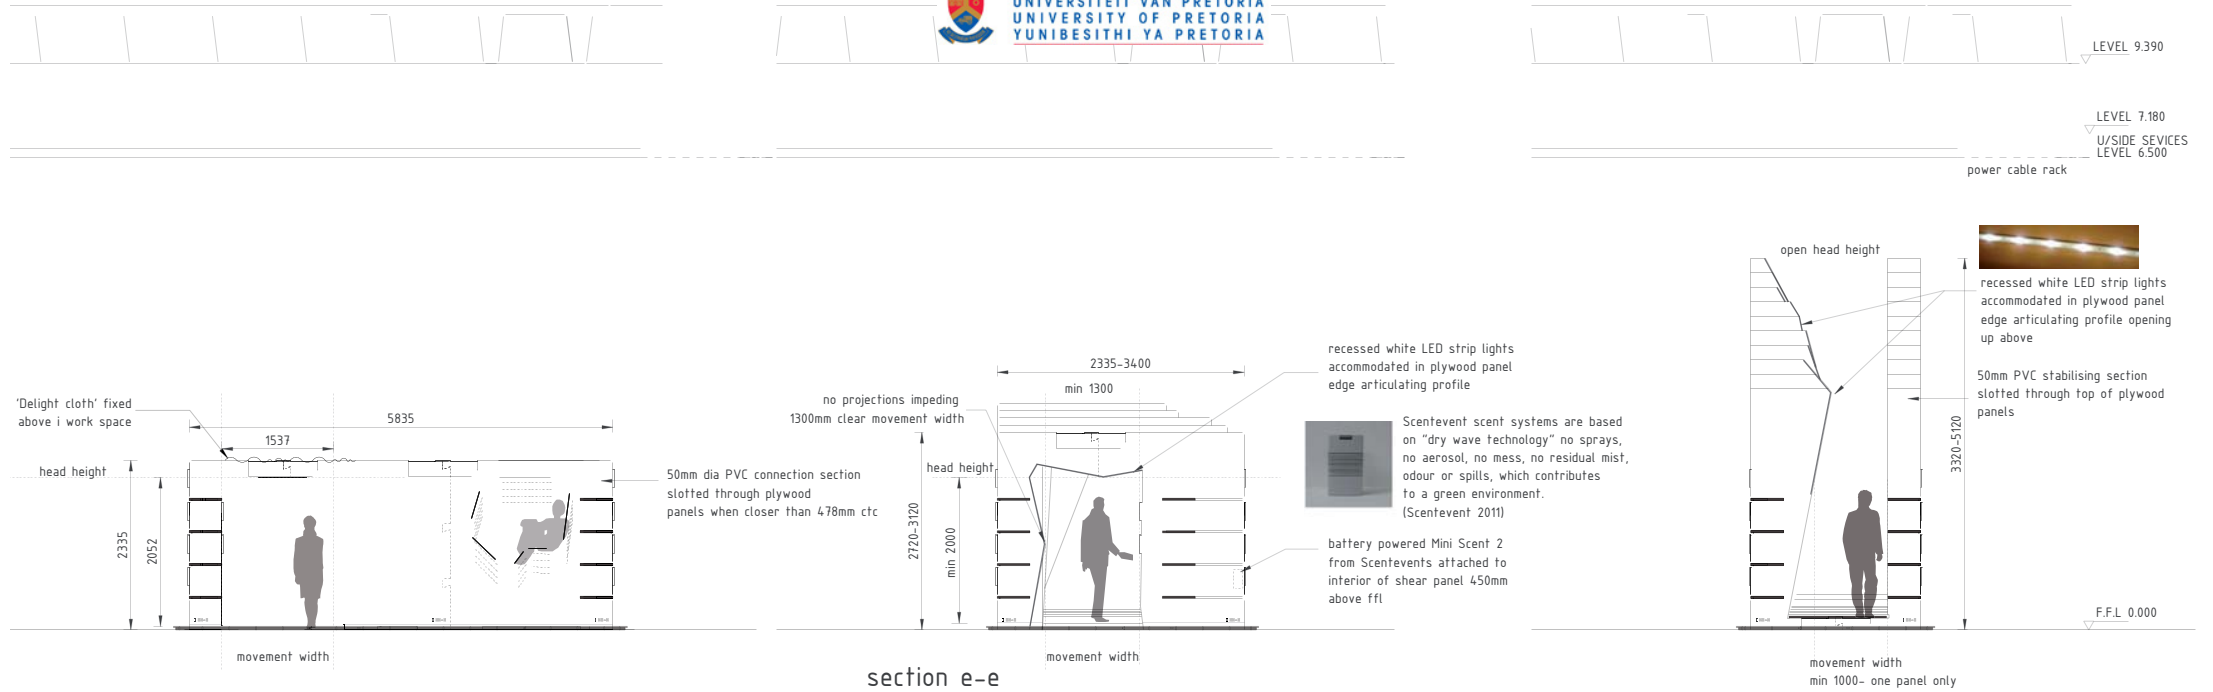 UNIVERSITEIT VAN PRETORIA
UNIVERSITY OF PRETORIA
YUNIBESITHI YA PRETORIA
LEVEL 9.390
LEVEL 7.180
U/SIDE SEVICES
LEVEL 6.500
power cable rack
'Delight cloth' fixed
above i work space
5835
1537
head height
2335
2052
50mm dia PVC connection section
slotted through plywood
panels when closer than 478mm ctc
movement width
2335-3400
min 1300
no projections impeding
1300mm clear movement width
head height
2720-3120
min 2000
recessed white LED strip lights
accommodated in plywood panel
edge articulating profile
Scentevent scent systems are based
on "dry wave technology" no sprays,
no aerosol, no mess, no residual mist,
odour or spills, which contributes
to a green environment.
(Scentevent 2011)
battery powered Mini Scent 2
from Scentevents attached to
interior of shear panel 450mm
above ffl
movement width
section e-e
open head height
recessed white LED strip lights
accommodated in plywood panel
edge articulating profile opening
up above
50mm PVC stabilising section
slotted through top of plywood
panels
3320-5120
F.F.L 0.000
movement width
min 1000- one panel only